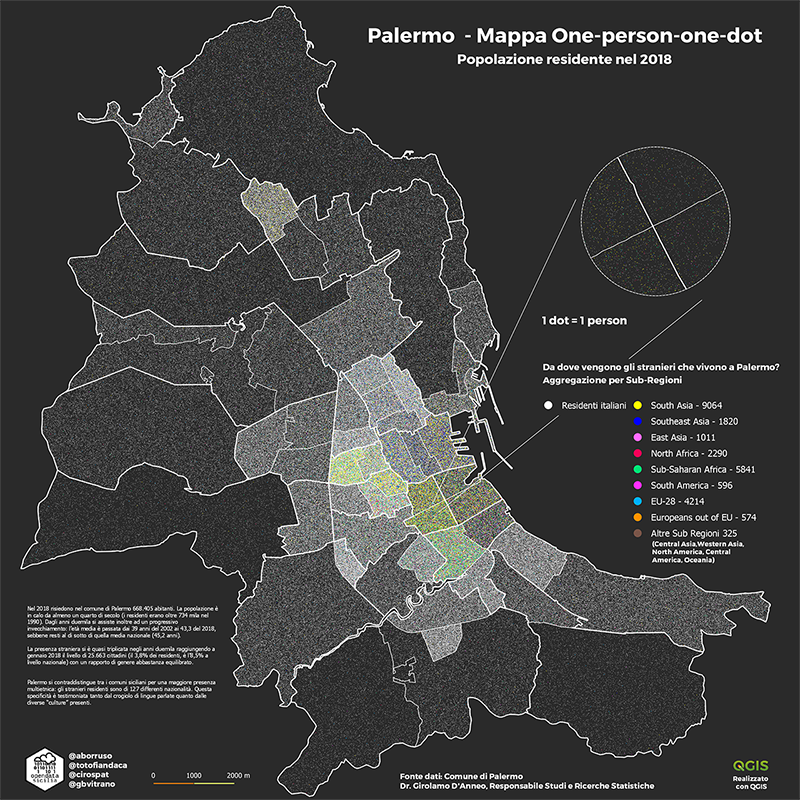 Palermo - Mappa One-person-one-dot
Popolazione residente nel 2018
1 dot = 1 person
Da dove vengono gli stranieri che vivono a Palermo?
Aggregazione per Sub-Regioni
Residenti italiani
South Asia - 9064
Southeast Asia - 1820
East Asia - 1011
North Africa - 2290
Sub-Saharan Africa - 5841
South America - 596
EU-28 - 4214
Europeans out of EU - 574
Altre Sub Regioni 325
(Central Asia,Western Asia,
North America, Central
America, Oceania)
Nel 2018 risiedono nel comune di Palermo 668.405 abitanti. La popolazione è
in calo da almeno un quarto di secolo (i residenti erano oltre 734 mila nel
1990). Dagli anni duemila si assiste inoltre ad un progressivo
invecchiamento: l'età media è passata dai 39 anni del 2002 ai 43,3 del 2018,
sebbene resti al di sotto di quella media nazionale (45,2 anni).
La presenza straniera si è quasi triplicata negli anni duemila raggiungendo a
gennaio 2018 il livello di 25.663 cittadini (il 3,8% dei residenti, è l'8,5% a
livello nazionale) con un rapporto di genere abbastanza equilibrato.
Palermo si contraddistingue tra i comuni siciliani per una maggiore presenza
multietnica: gli stranieri residenti sono di 127 differenti nazionalità. Questa
specificità è testimoniata tanto dal crogiolo di lingue parlate quanto dalle
diverse "culture" presenti.
opendata
sicilia
@aborruso
@totofiandaca
@cirospat
@gbvitrano
0 1000 2000 m
Fonte dati: Comune di Palermo
Dr. Girolamo D'Anneo, Responsabile Studi e Ricerche Statistiche
QGIS
Realizzato
con QGIS